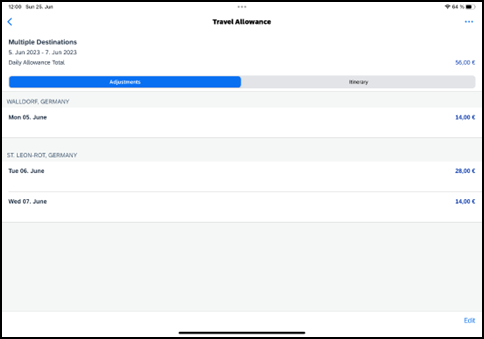 12:00 Sun 25. Jun
64 %
Travel Allowance
Multiple Destinations
5. Jun 2023 - 7. Jun 2023
Daily Allowance Total 56,00 €
Adjustments Itinerary
WALLDORF, GERMANY
Mon 05. June 14,00 €
ST. LEON-ROT, GERMANY
Tue 06. June 28,00 €
Wed 07. June 14,00 €
Edit